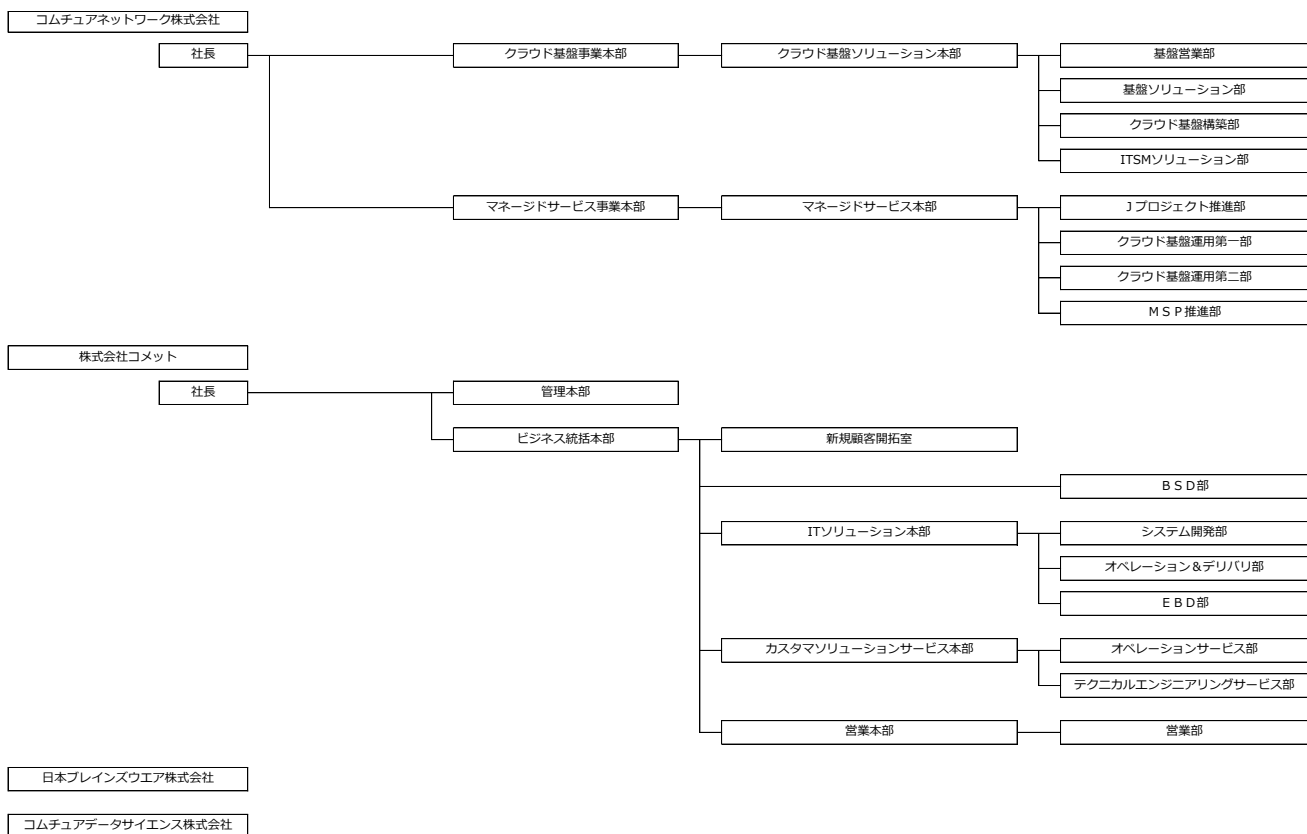 コムチュアネットワーク株式会社
社長
クラウド基盤事業本部
クラウド基盤ソリューション本部
基盤営業部
基盤ソリューション部
クラウド基盤構築部
ITSMソリューション部
マネージドサービス事業本部
マネージドサービス本部
Ｊプロジェクト推進部
クラウド基盤運用第一部
クラウド基盤運用第二部
ＭＳＰ推進部
株式会社コメット
社長
管理本部
ビジネス統括本部
新規顧客開拓室
ＢＳＤ部
ITソリューション本部
システム開発部
オペレーション＆デリバリ部
ＥＢＤ部
カスタマソリューションサービス本部
オペレーションサービス部
テクニカルエンジニアリングサービス部
営業本部
営業部
日本ブレインズウエア株式会社
コムチュアデータサイエンス株式会社